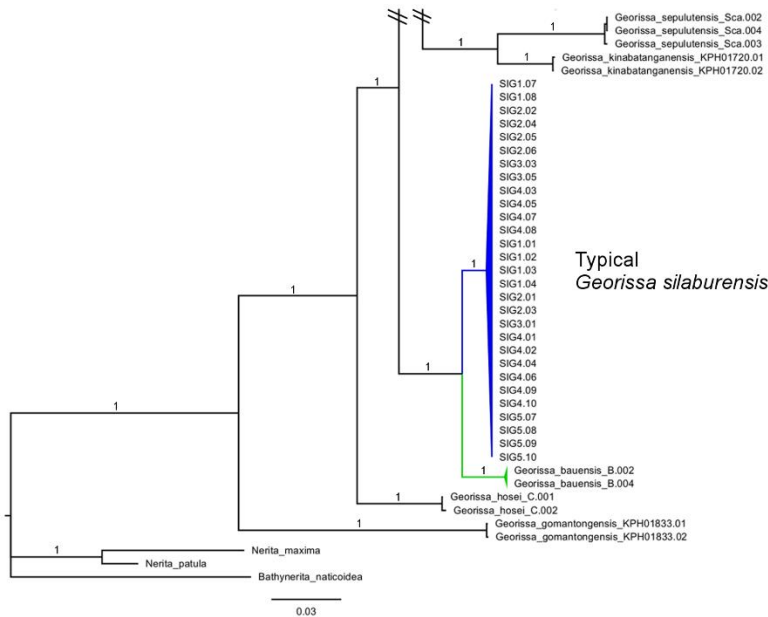 Georissa_sepulutensis_Sca.002
Georissa_sepulutensis_Sca.004
Georissa_sepulutensis_Sca.003
1
1
Georissa_kinabatanganensis_KPH01720.01
1
Georissa_kinabatanganensis_KPH01720.02
1
SIG1.07
SIG1.08
SIG2.02
SIG2.04
SIG2.05
SIG2.06
SIG3.03
SIG3.05
SIG4.03
SIG4.05
SIG4.07
SIG4.08
SIG1.01
SIG1.02
SIG1.03
SIG1.04
SIG2.01
SIG2.03
SIG3.01
SIG4.01
SIG4.02
SIG4.04
SIG4.06
SIG4.09
SIG4.10
SIG5.07
SIG5.08
SIG5.09
SIG5.10
1
Typical
Georissa silaburensis
1
1
1
1
Georissa_bauensis_B.002
Georissa_bauensis_B.004
1
Georissa_hosei_C.001
Georissa_hosei_C.002
1
Georissa_gomantongensis_KPH01833.01
Georissa_gomantongensis_KPH01833.02
1
Nerita_maxima
Nerita_patula
Bathynerita_naticoidea
0.03